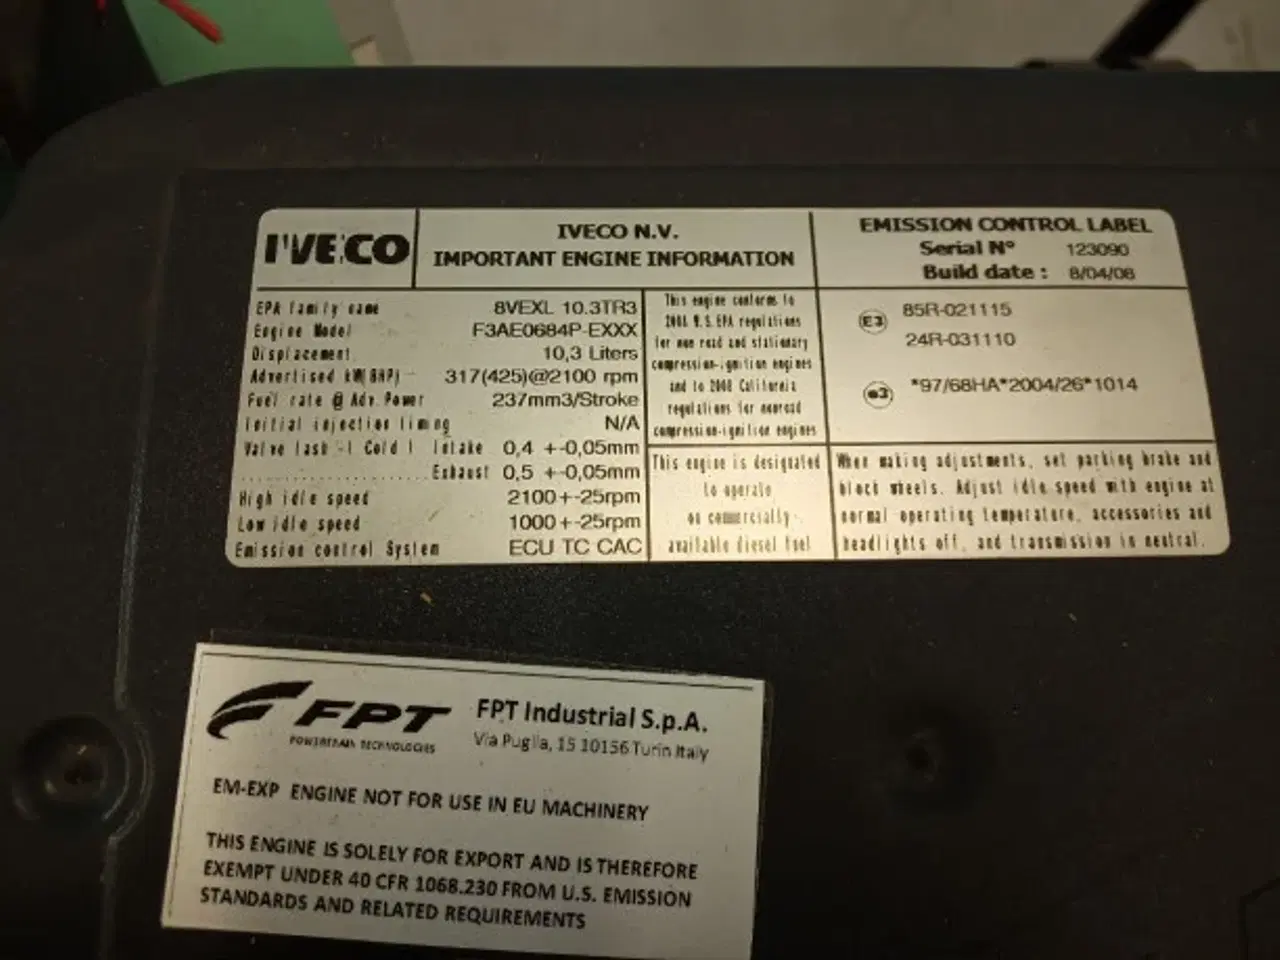 IVECO
IVECO N.V.
IMPORTANT ENGINE INFORMATION
EMISSION CONTROL LABEL
Serial N° 123090
Build date : 8/04/08
EPA family name 8VEXL 10.3TR3
Engine Model F3AE0684P-EXXX
Displacement 10,3 Liters
Advertised kW(BHP) 317(425)@2100 rpm
Fuel rate @ Adv. Power 237mm3/Stroke
Initial injection timing N/A
Valve lash -( Cold ) Intake 0,4 +-0,05mm
Exhaust 0,5 +-0,05mm
High idle speed 2100+-25rpm
Low idle speed 1000+-25rpm
Emission control System ECU TC CAC
This engine conforms to
2008 U.S.EPA regulations
for non road and stationary
compression-ignition engines
and to 2008 California
regulations for nonroad
compression-ignition engines
This engine is designated
to operate
on commercially
available diesel fuel
E3 85R-021115
24R-031110
e3 *97/68HA*2004/26*1014
When making adjustments, set parking brake and
block wheels. Adjust idle speed with engine at
normal operating temperature, accessories and
headlights off, and transmission in neutral.
FPT
POWERTRAIN TECHNOLOGIES
FPT Industrial S.p.A.
Via Puglia, 15 10156 Turin Italy
EM-EXP ENGINE NOT FOR USE IN EU MACHINERY
THIS ENGINE IS SOLELY FOR EXPORT AND IS THEREFORE
EXEMPT UNDER 40 CFR 1068.230 FROM U.S. EMISSION
STANDARDS AND RELATED REQUIREMENTS